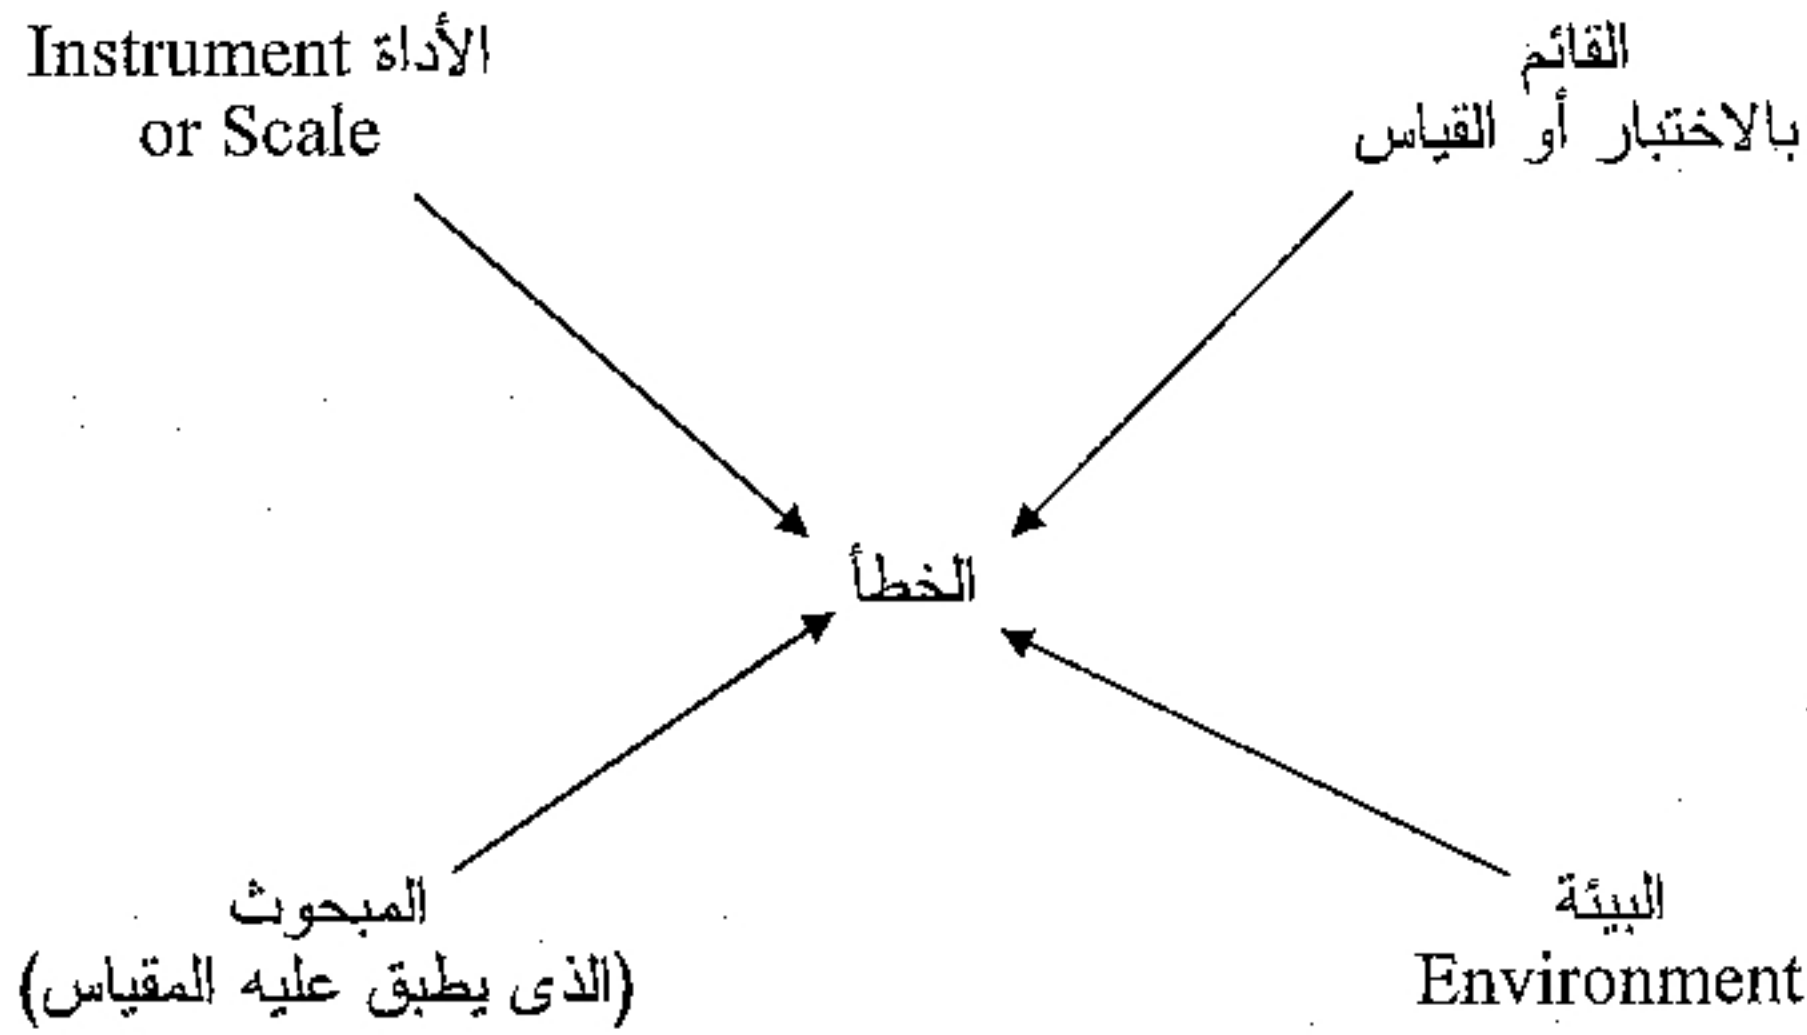 القائم
بالاختبار أو القياس
الأداة Instrument
or Scale
الخطأ
البيئة
Environment
المبحوث
(الذى يطبق عليه المقياس)